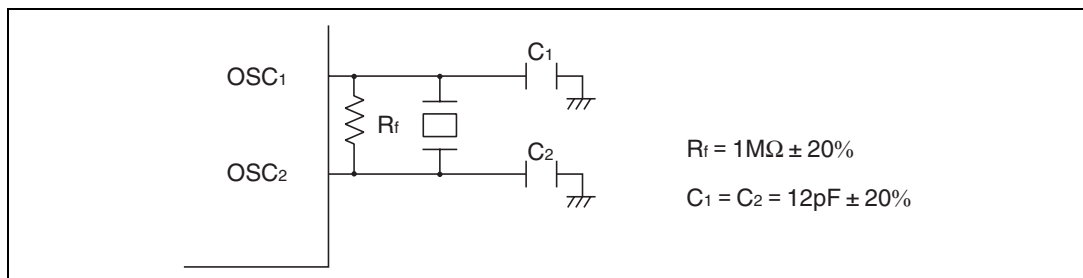 C1
OSC1
Rf
Rf = 1MΩ ± 20%
C2
OSC2
C1 = C2 = 12pF ± 20%